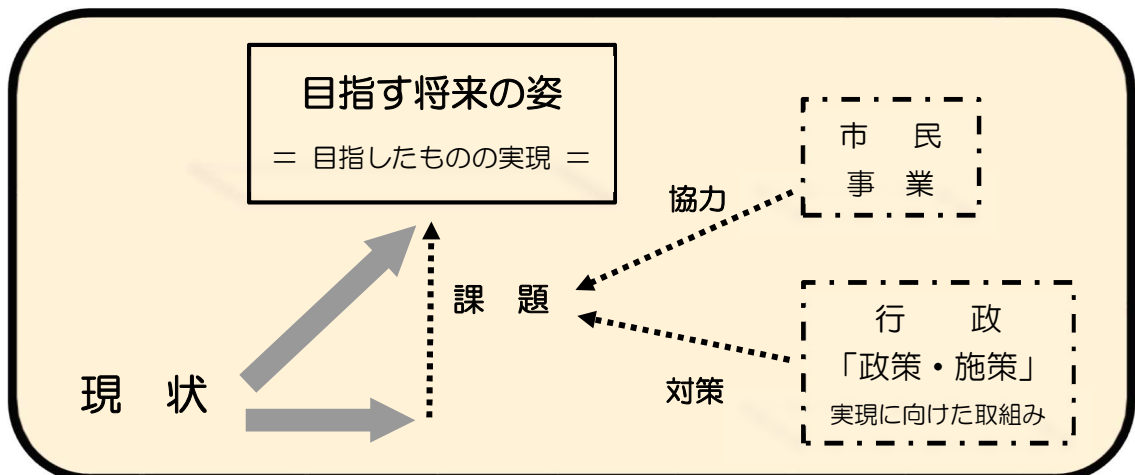 目指す将来の姿
＝ 目指したものの実現 ＝
市　民
事　業
協力
課　題
行　　政
「政策・施策」
実現に向けた取組み
現　状
対策